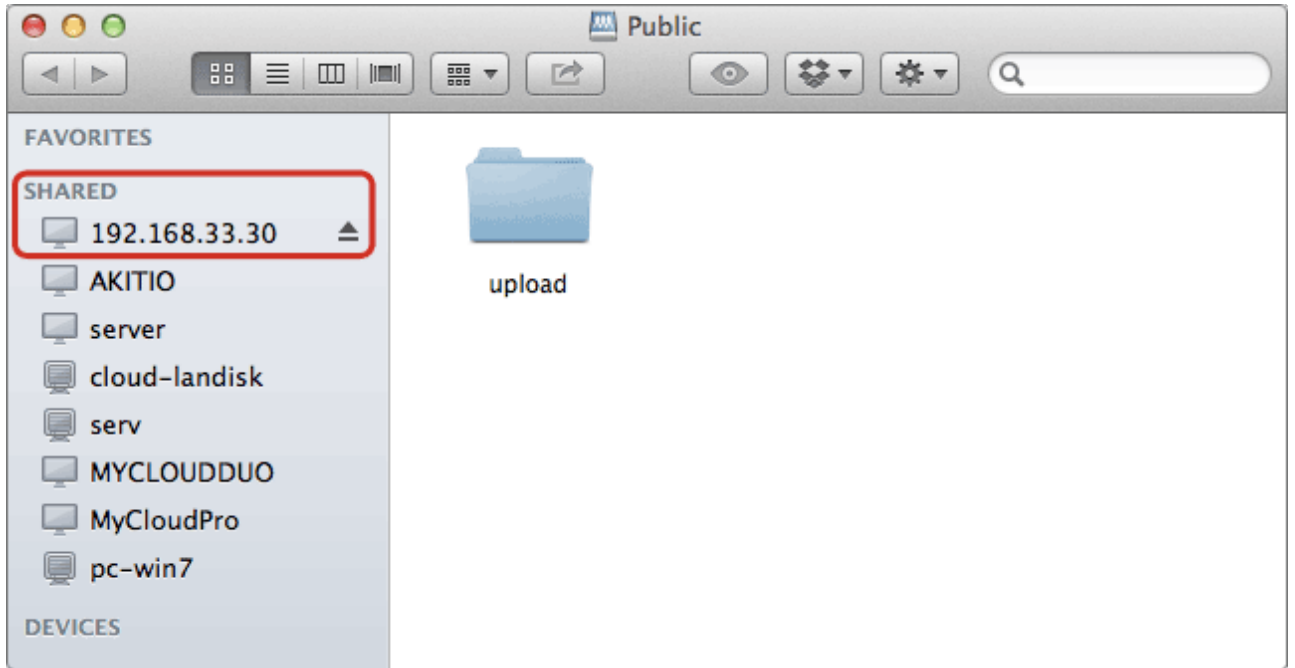 Public
FAVORITES
SHARED
192.168.33.30
AKITIO
server
cloud-landisk
serv
MYCLOUDDUO
MyCloudPro
pc-win7
DEVICES
upload